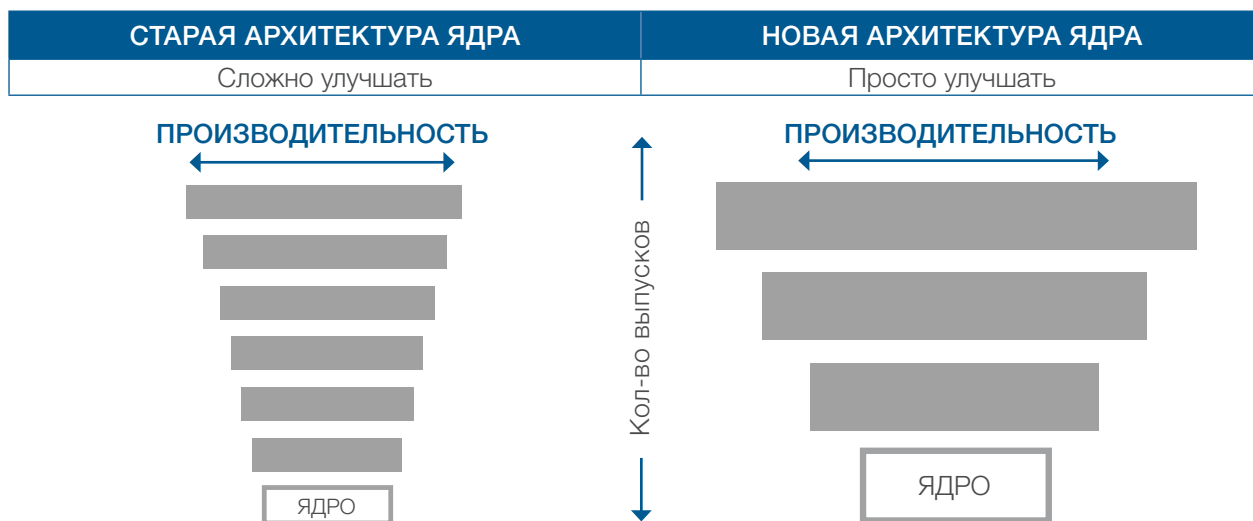 СТАРАЯ АРХИТЕКТУРА ЯДРА
НОВАЯ АРХИТЕКТУРА ЯДРА
Сложно улучшать
Просто улучшать
ПРОИЗВОДИТЕЛЬНОСТЬ
ПРОИЗВОДИТЕЛЬНОСТЬ
Кол-во выпусков
ЯДРО
ЯДРО